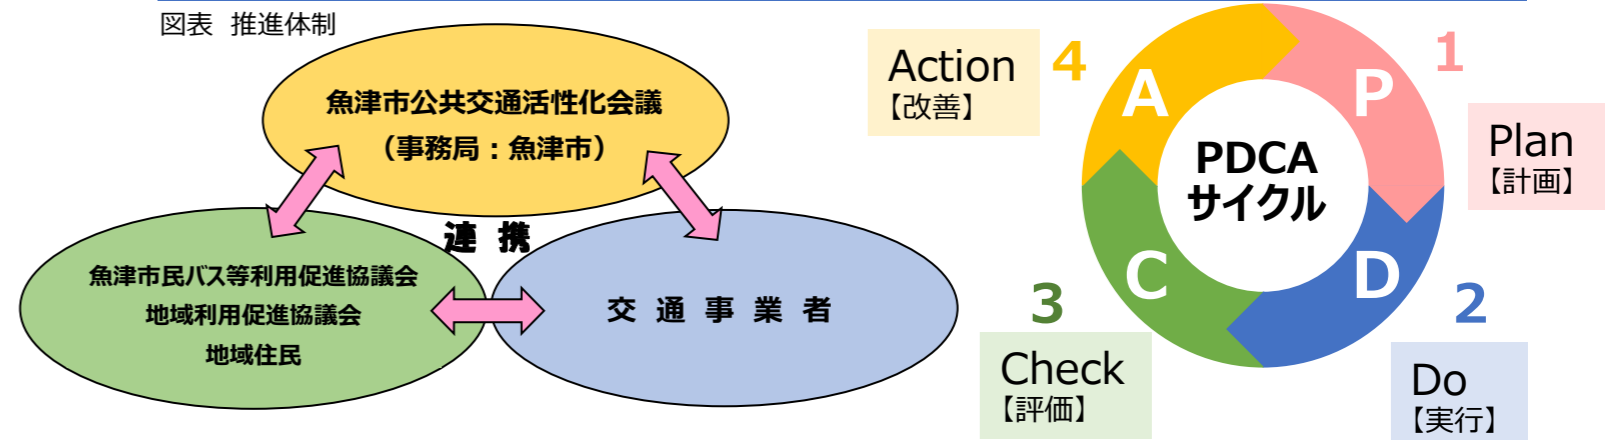 図表 推進体制
魚津市公共交通活性化会議
（事務局：魚津市）
連 携
魚津市民バス等利用促進協議会
地域利用促進協議会
地域住民
交 通 事 業 者
Action
【改善】
4
A
1
P
Plan
【計画】
PDCA
サイクル
C
D
3
Check
【評価】
2
Do
【実行】